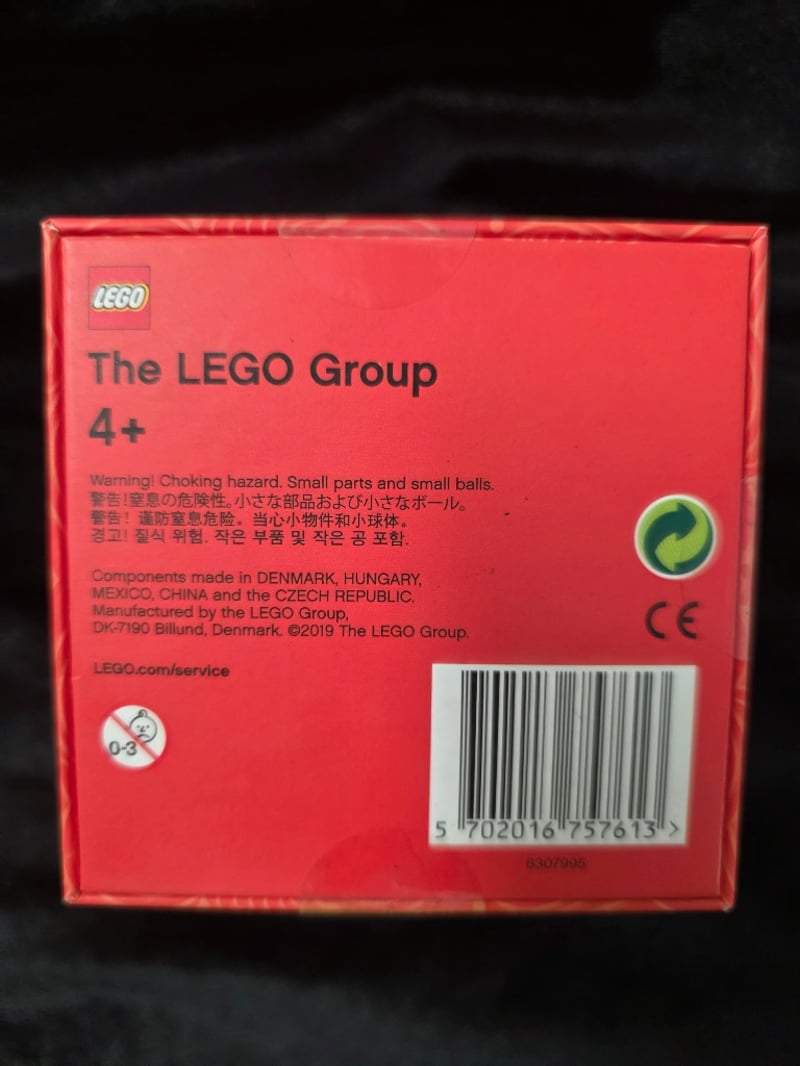 LEGO
The LEGO Group
4+
Warning! Choking hazard. Small parts and small balls.
警告!窒息の危険性。小さな部品および小さなボール。
警告！谨防窒息危险。当心小物件和小球体。
경고! 질식 위험. 작은 부품 및 작은 공 포함.
Components made in DENMARK, HUNGARY,
MEXICO, CHINA and the CZECH REPUBLIC.
Manufactured by the LEGO Group,
DK-7190 Billund, Denmark. ©2019 The LEGO Group.
LEGO.com/service
0-3
CE
5 702016 757613 >
6307995